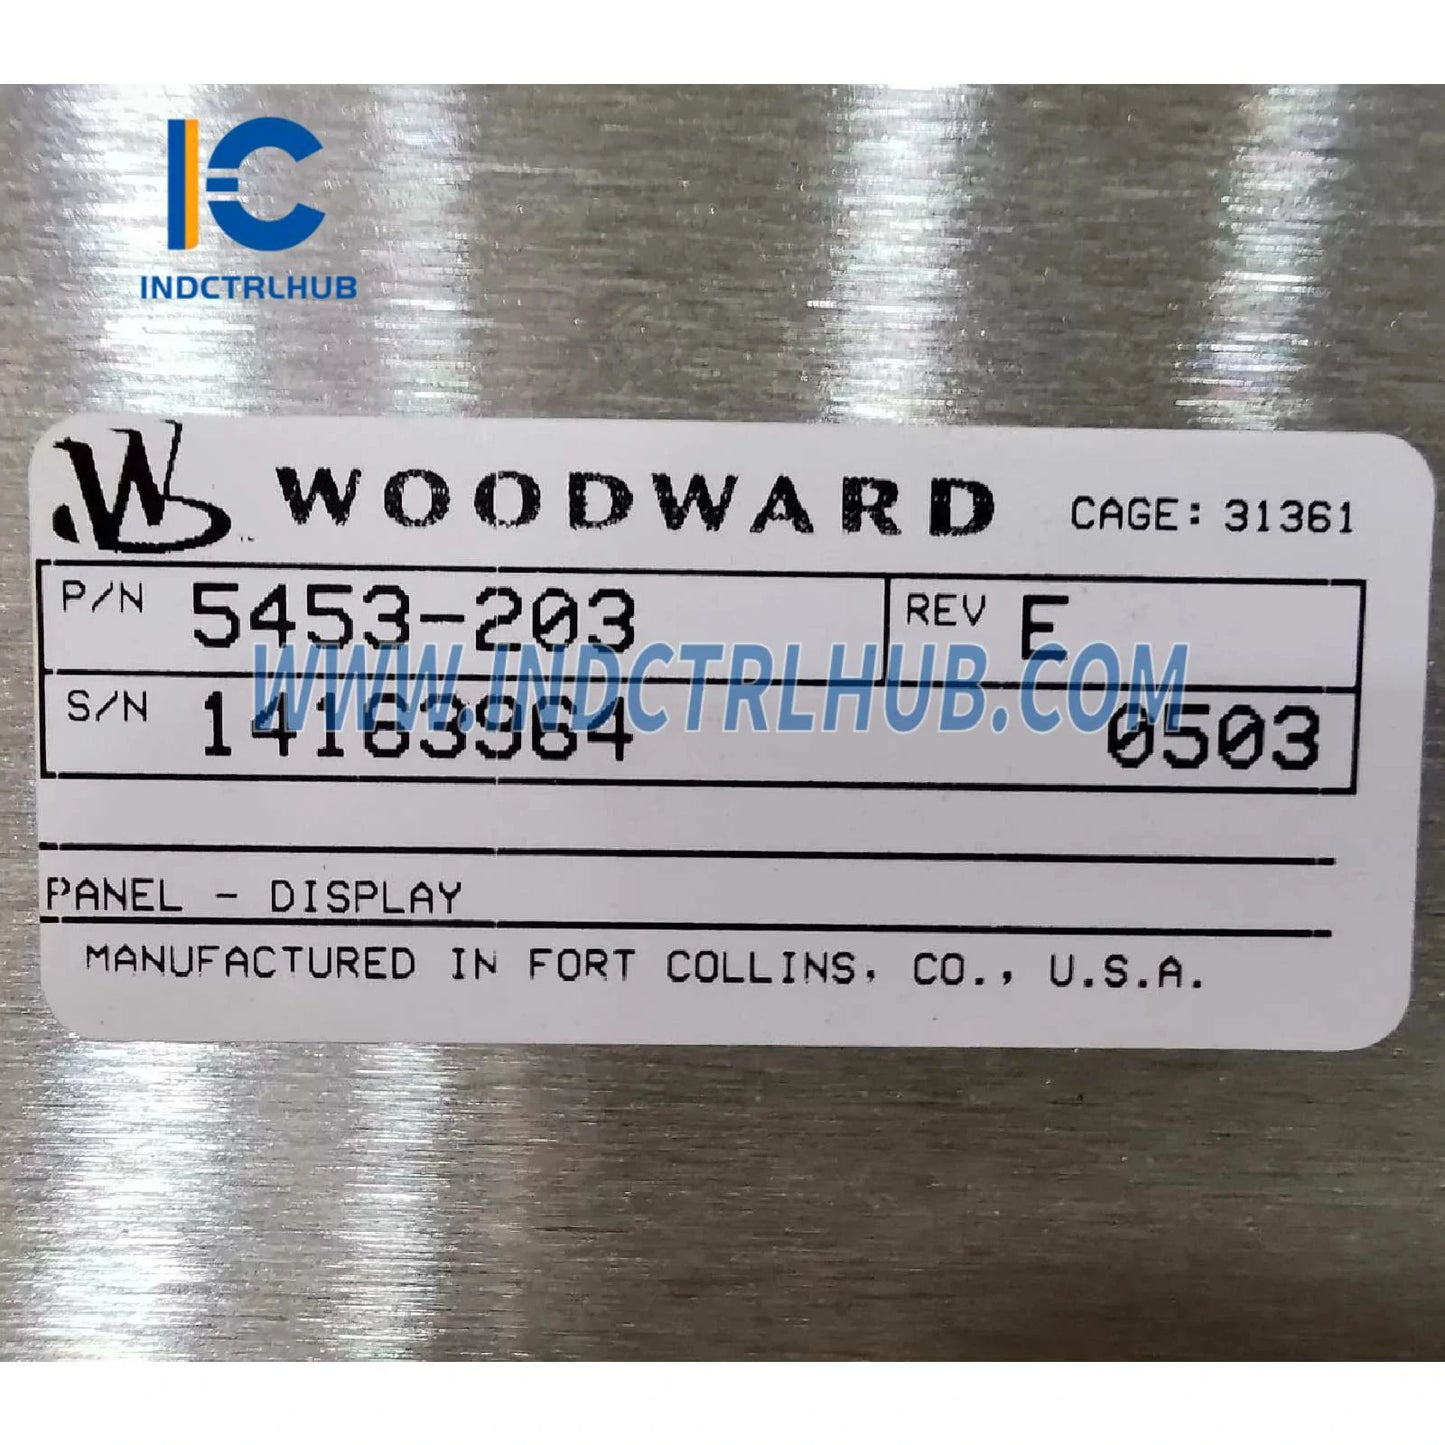 INDCTRLHUB
WOODWARD CAGE: 31361
P/N 5453-203 REV E
WWW.INDCTRLHUB.COM
S/N 14163964 0503
PANEL - DISPLAY
MANUFACTURED IN FORT COLLINS, CO., U.S.A.